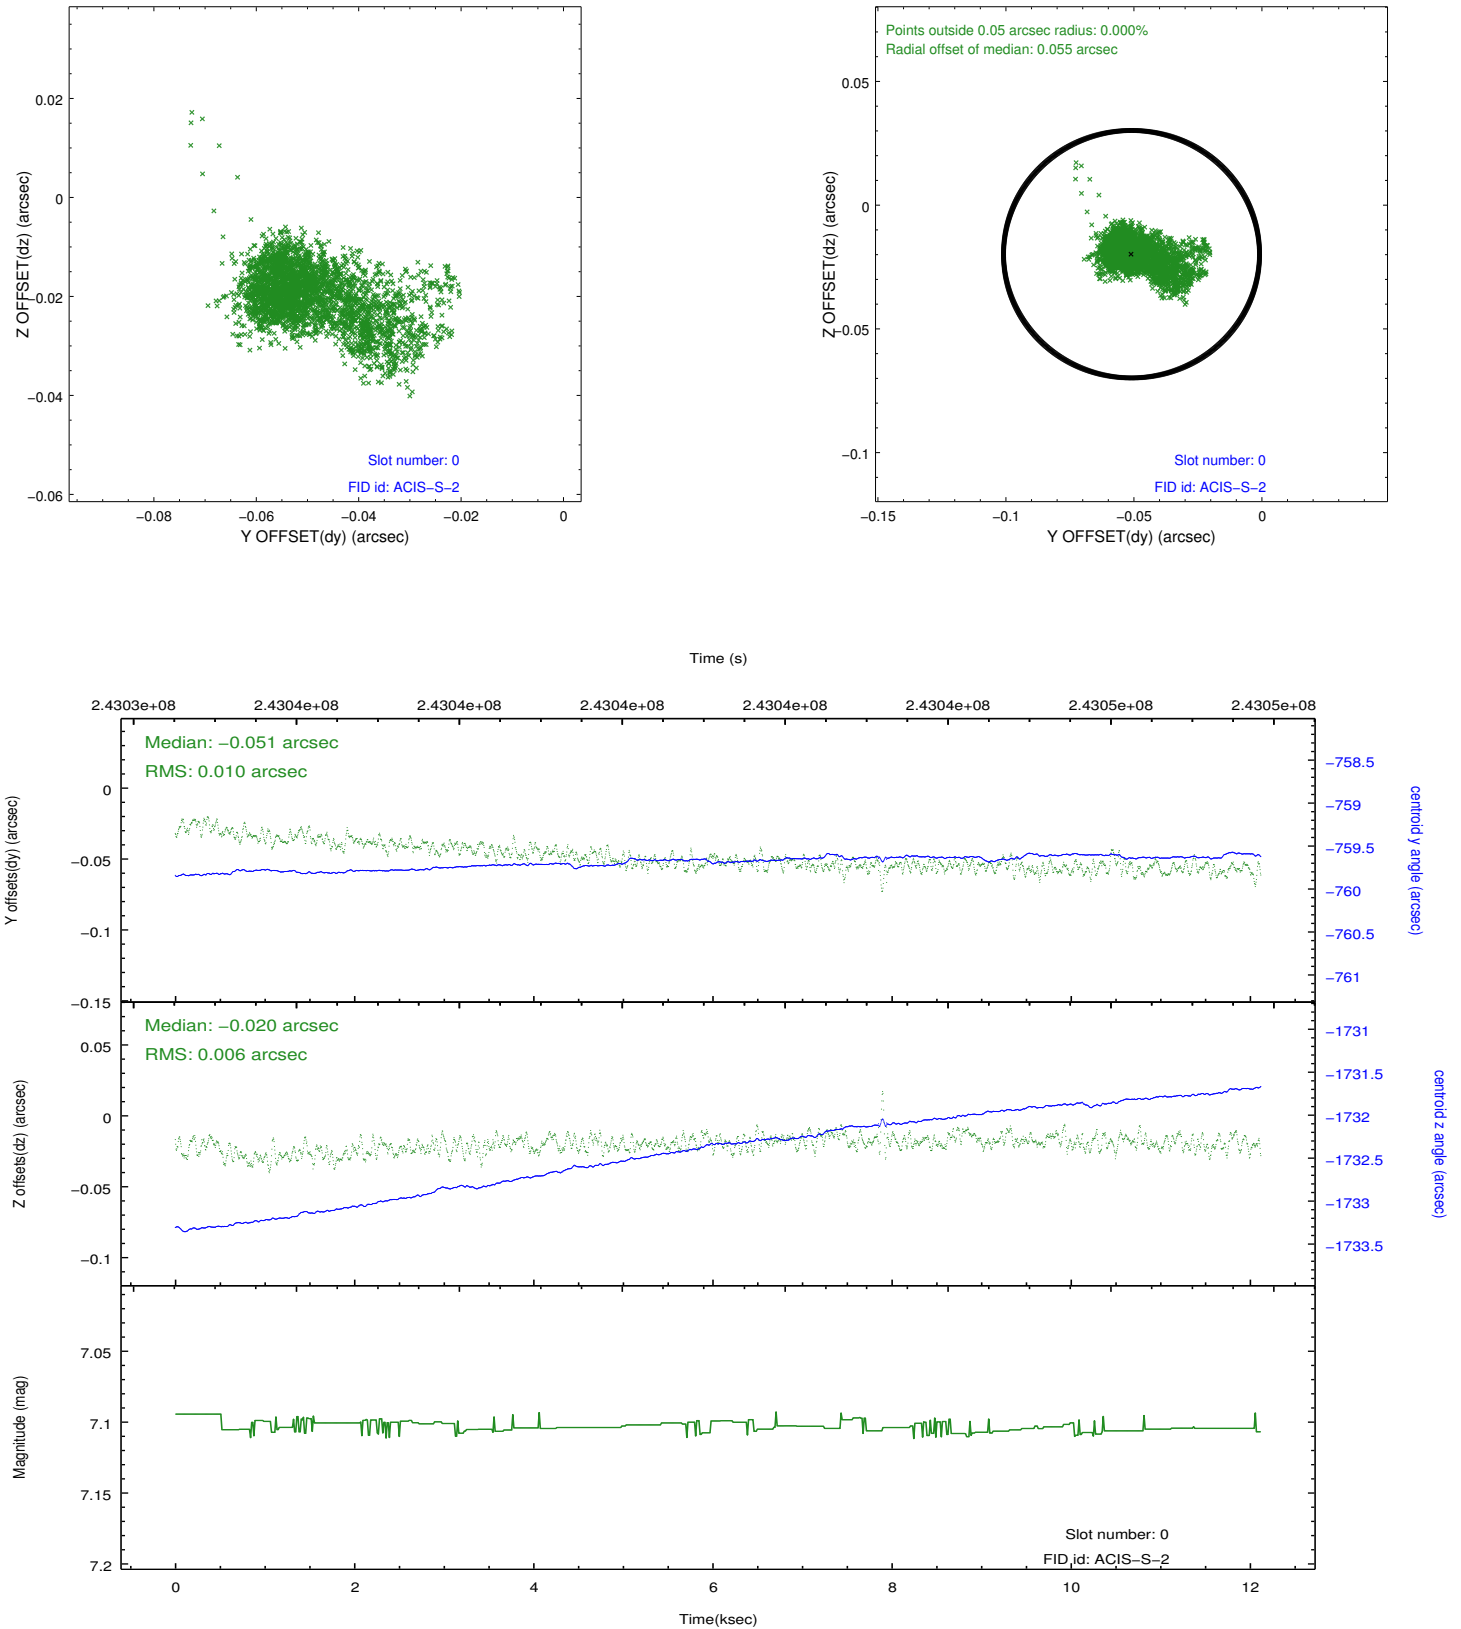 0.02
0
−0.02
−0.04
−0.06
Z OFFSET(dz) (arcsec)
Slot number: 0
FID id: ACIS−S−2
−0.08
−0.06
−0.04
−0.02
0
Y OFFSET(dy) (arcsec)
Points outside 0.05 arcsec radius: 0.000%
Radial offset of median: 0.055 arcsec
0.05
0
−0.05
−0.1
Z OFFSET(dz) (arcsec)
Slot number: 0
FID id: ACIS−S−2
−0.15
−0.1
−0.05
0
Y OFFSET(dy) (arcsec)
Time (s)
2.4303e+08
2.4304e+08
2.4304e+08
2.4304e+08
2.4304e+08
2.4304e+08
2.4305e+08
2.4305e+08
Median: −0.051 arcsec
RMS: 0.010 arcsec
0
−0.05
−0.1
−0.15
Y offsets(dy) (arcsec)
−758.5
−759
−759.5
−760
−760.5
−761
centroid y angle (arcsec)
Median: −0.020 arcsec
RMS: 0.006 arcsec
0.05
0
−0.05
−0.1
Z offsets(dz) (arcsec)
−1731
−1731.5
−1732
−1732.5
−1733
−1733.5
centroid z angle (arcsec)
7.05
7.1
7.15
7.2
Magnitude (mag)
Slot number: 0
FID id: ACIS−S−2
0
2
4
6
8
10
12
Time(ksec)